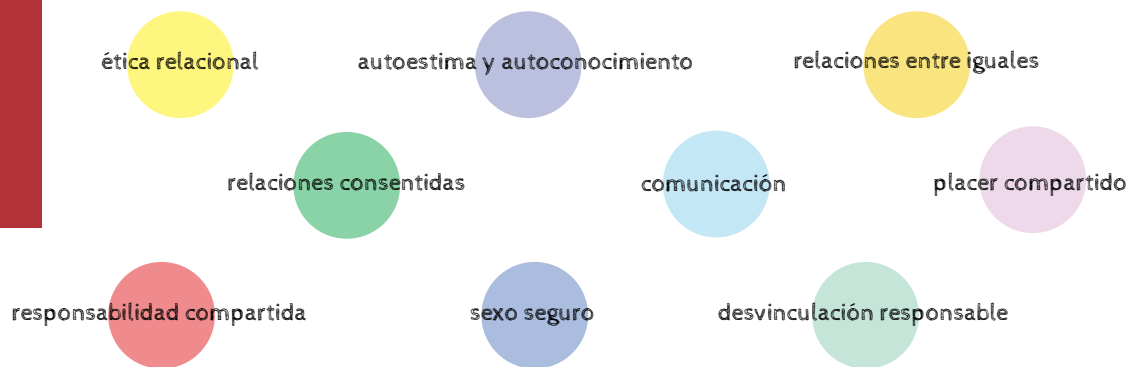 ética relacional
autoestima y autoconocimiento
relaciones entre iguales
relaciones consentidas
comunicación
placer compartido
responsabilidad compartida
sexo seguro
desvinculación responsable